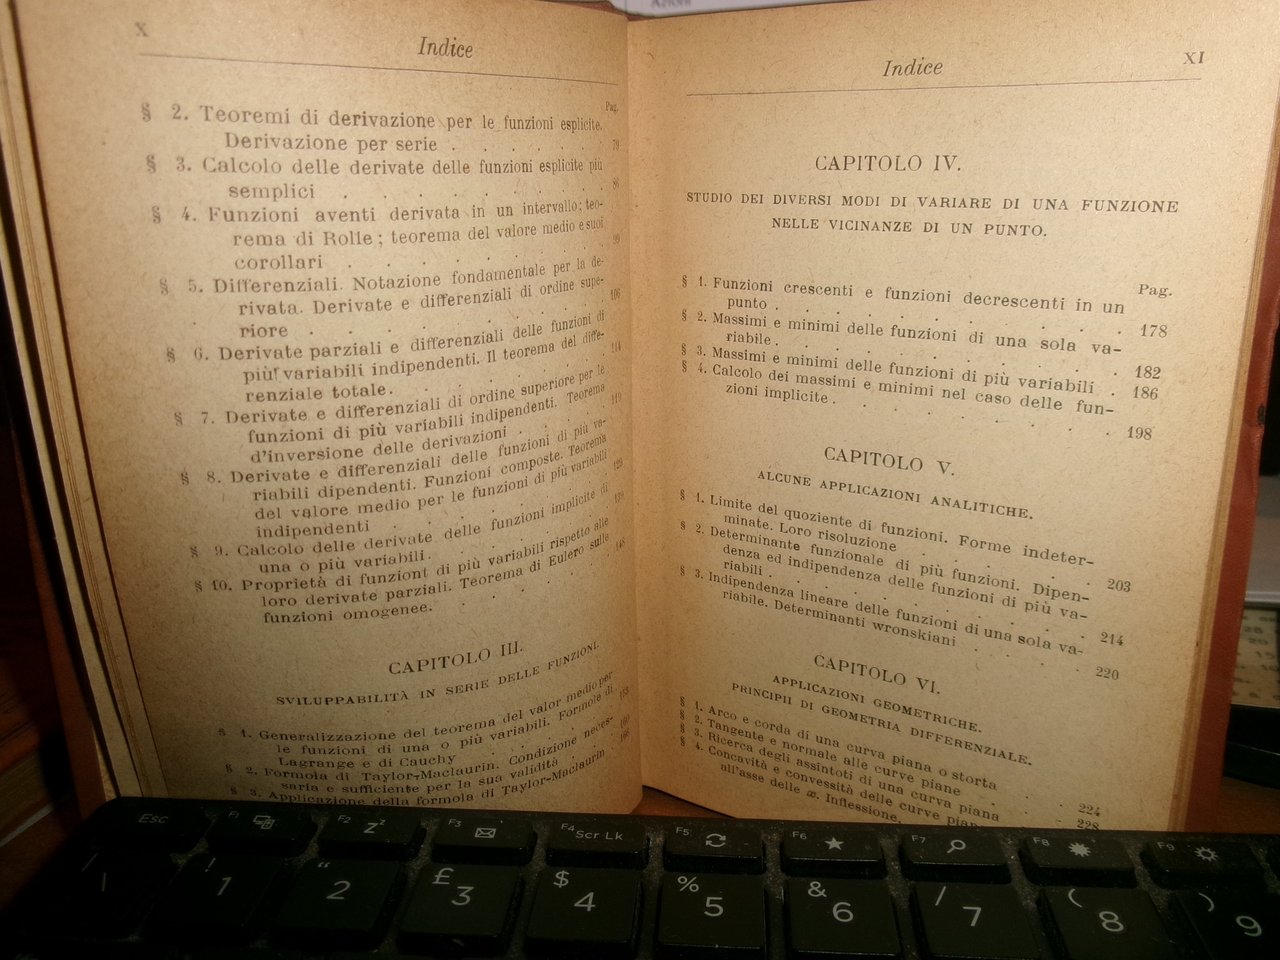 X
Indice
Pag.
§ 2. Teoremi di derivazione per le funzioni esplicite.
Derivazione per serie . . . . . . . 79
§ 3. Calcolo delle derivate delle funzioni esplicite più
semplici . . . . . . . . . 86
§ 4. Funzioni aventi derivata in un intervallo; teo-
rema di Rolle; teorema del valore medio e suoi
corollari . . . . . . . . . 99
§ 5. Differenziali. Notazione fondamentale per la de-
rivata. Derivate e differenziali di ordine supe-
riore . . . . . . . . . 106
§ 6. Derivate parziali e differenziali delle funzioni di
più variabili indipendenti. Il teorema del diffe-
renziale totale. . . . . . . . 114
§ 7. Derivate e differenziali di ordine superiore per le
funzioni di più variabili indipendenti. Teorema
d'inversione delle derivazioni . . . . . 119
§ 8. Derivate e differenziali delle funzioni di più va-
riabili dipendenti. Funzioni composte. Teorema
del valore medio per le funzioni di più variabili
indipendenti . . . . . . . .
§ 9. Calcolo delle derivate delle funzioni implicite di
una o più variabili. . . . . . .
§ 10. Proprietà di funzioni di più variabili rispetto alle
loro derivate parziali. Teorema di Eulero sulle
funzioni omogenee. . . . . . . 148
CAPITOLO III.
SVILUPPABILITÀ IN SERIE DELLE FUNZIONI.
§ 1. Generalizzazione del teorema del valor medio per
le funzioni di una o più variabili. Formole di
Lagrange e di Cauchy . . . . . . 153
§ 2. Formola di Taylor-Maclaurin. Condizione neces-
saria e sufficiente per la sua validità . . . 160
§ 3. Applicazione della formola di Taylor-Maclaurin
Indice
XI
CAPITOLO IV.
STUDIO DEI DIVERSI MODI DI VARIARE DI UNA FUNZIONE
NELLE VICINANZE DI UN PUNTO.
Pag.
§ 1. Funzioni crescenti e funzioni decrescenti in un
punto . . . . . . . . . 178
§ 2. Massimi e minimi delle funzioni di una sola va-
riabile. . . . . . . . . . 182
§ 3. Massimi e minimi delle funzioni di più variabili . 186
§ 4. Calcolo dei massimi e minimi nel caso delle fun-
zioni implicite . . . . . . . . 198
CAPITOLO V.
ALCUNE APPLICAZIONI ANALITICHE.
§ 1. Limite del quoziente di funzioni. Forme indeter-
minate. Loro risoluzione . . . . . . 203
§ 2. Determinante funzionale di più funzioni. Dipen-
denza ed indipendenza delle funzioni di più va-
riabili . . . . . . . . . 214
§ 3. Indipendenza lineare delle funzioni di una sola va-
riabile. Determinanti wronskiani . . . . 220
CAPITOLO VI.
APPLICAZIONI GEOMETRICHE.
PRINCIPII DI GEOMETRIA DIFFERENZIALE.
§ 1. Arco e corda di una curva piana o storta . . 224
§ 2. Tangente e normale alle curve piane . . . 228
§ 3. Ricerca degli assintoti di una curva piana
§ 4. Concavità e convessità delle curve piane
all'asse delle x. Inflessione.
Esc F1 F2 Zzz F3 F4 Scr Lk F5 F6 F7 F8 F9
\ ! 1 " 2 £ 3 $ 4 % 5 & 6 / 7 ( 8 ) 9